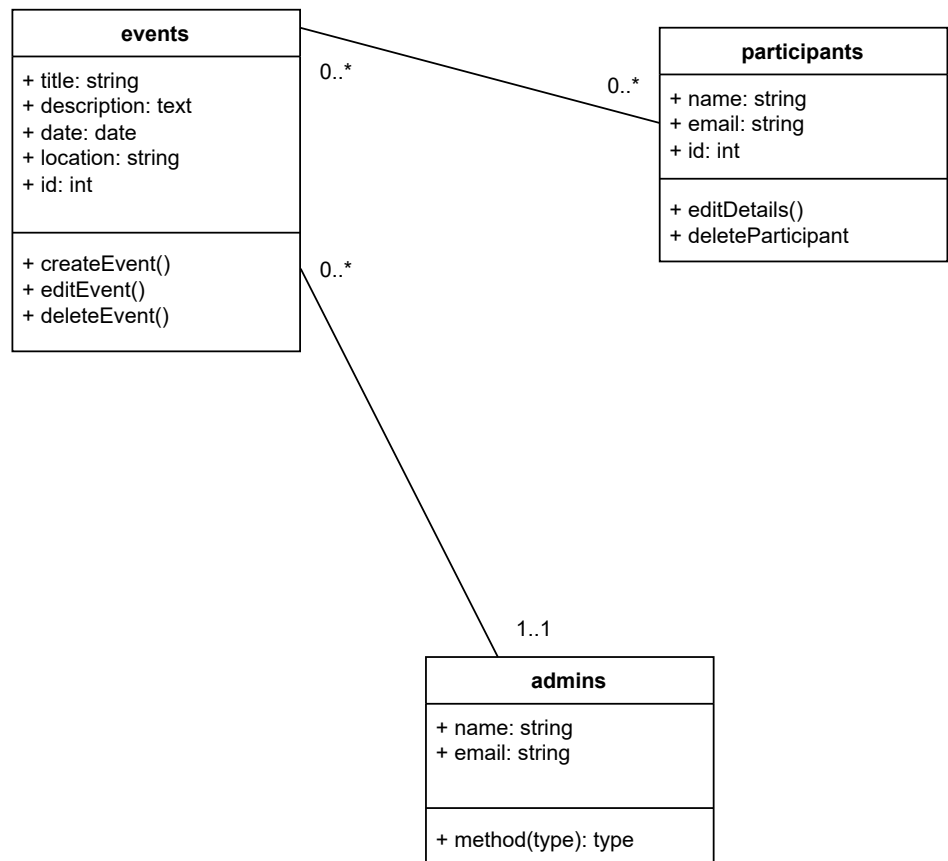 events
+ title: string
+ description: text
+ date: date
+ location: string
+ id: int
+ createEvent()
+ editEvent()
+ deleteEvent()
0..*
0..*
participants
+ name: string
+ email: string
+ id: int
+ editDetails()
+ deleteParticipant
0..*
1..1
admins
+ name: string
+ email: string
+ method(type): type